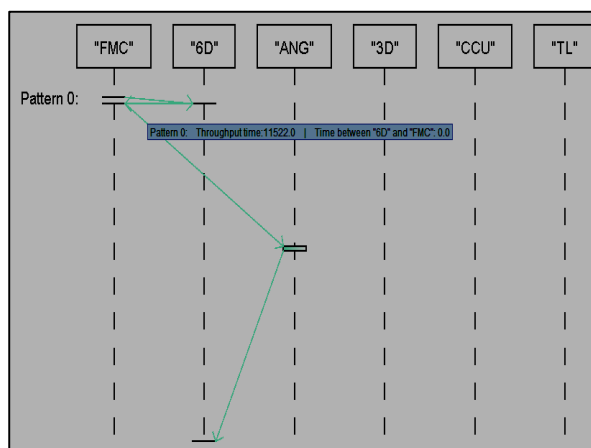 "FMC" "6D" "ANG" "3D" "CCU" "TL"
Pattern 0:
Pattern 0: Throughput time:11522.0 | Time between "6D" and "FMC": 0.0